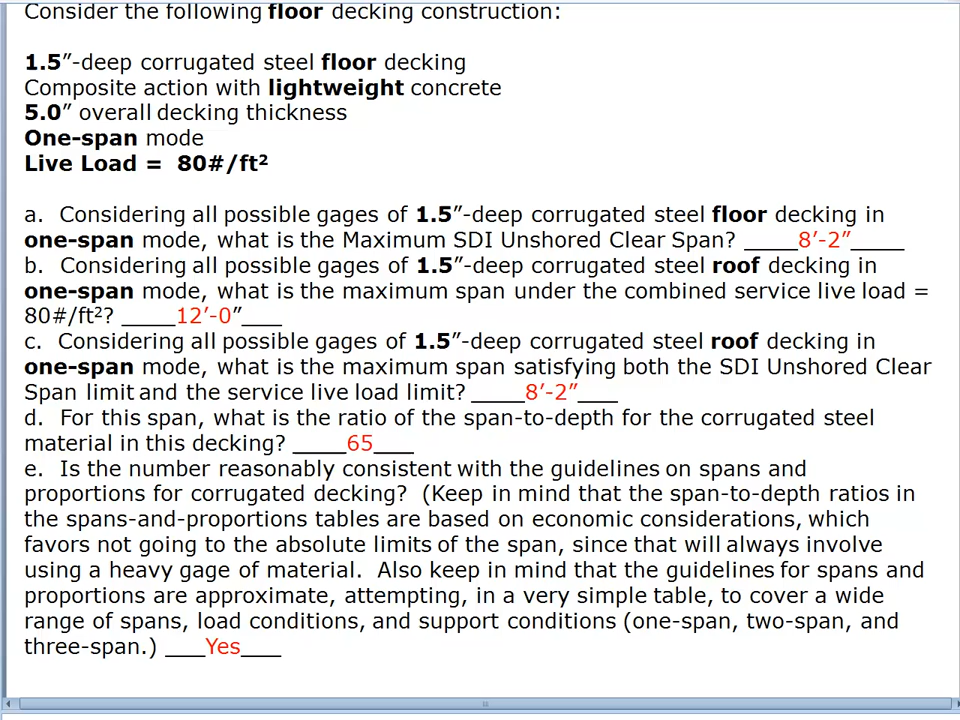 Consider the following floor decking construction:
1.5”-deep corrugated steel floor decking
Composite action with lightweight concrete
5.0” overall decking thickness
One-span mode
Live Load = 80#/ft²
a. Considering all possible gages of 1.5”-deep corrugated steel floor decking in
one-span mode, what is the Maximum SDI Unshored Clear Span? _____8’-2”_____
b. Considering all possible gages of 1.5”-deep corrugated steel roof decking in
one-span mode, what is the maximum span under the combined service live load =
80#/ft²? _____12’-0”____
c. Considering all possible gages of 1.5”-deep corrugated steel roof decking in
one-span mode, what is the maximum span satisfying both the SDI Unshored Clear
Span limit and the service live load limit? _____8’-2”____
d. For this span, what is the ratio of the span-to-depth for the corrugated steel
material in this decking? _____65____
e. Is the number reasonably consistent with the guidelines on spans and
proportions for corrugated decking? (Keep in mind that the span-to-depth ratios in
the spans-and-proportions tables are based on economic considerations, which
favors not going to the absolute limits of the span, since that will always involve
using a heavy gage of material. Also keep in mind that the guidelines for spans and
proportions are approximate, attempting, in a very simple table, to cover a wide
range of spans, load conditions, and support conditions (one-span, two-span, and
three-span.) ____Yes____